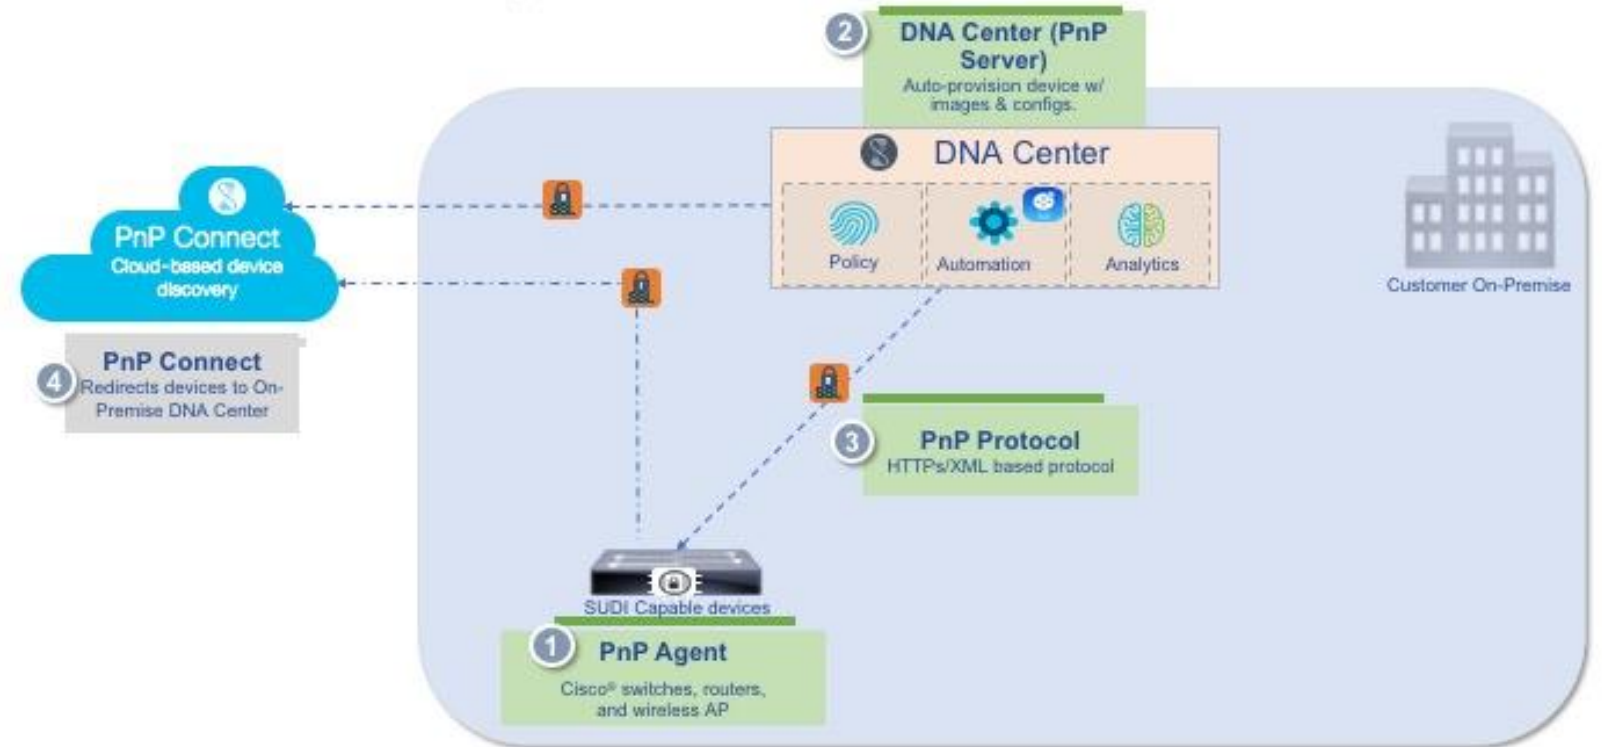 2
DNA Center (PnP
Server)
Auto-provision device w/
images & configs.
DNA Center
Policy
Automation
Analytics
Customer On-Premise
PnP Connect
Cloud-based device
discovery
4
PnP Connect
Redirects devices to On-
Premise DNA Center
3
PnP Protocol
HTTPs/XML based protocol
SUDI Capable devices
1
PnP Agent
Cisco® switches, routers,
and wireless AP